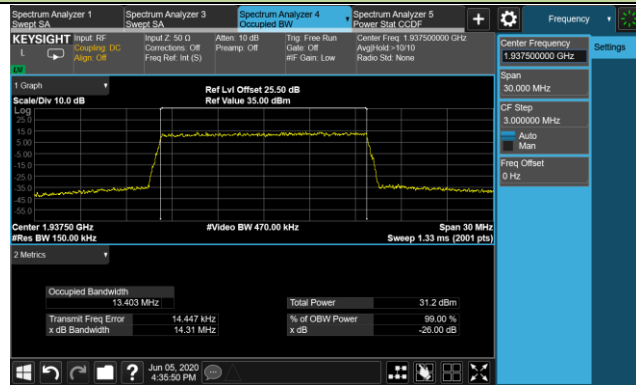 Spectrum Analyzer 1
Swept SA
Spectrum Analyzer 3
Swept SA
Spectrum Analyzer 4
Occupied BW
Spectrum Analyzer 5
Power Stat CCDF
Frequency
KEYSIGHT
L
Input: RF
Coupling: DC
Align: Off
Input Z: 50 Ω
Corrections: Off
Freq Ref: Int (S)
Atten: 10 dB
Preamp: Off
Trig: Free Run
Gate: Off
#IF Gain: Low
Center Freq: 1.937500000 GHz
Avg|Hold:>10/10
Radio Std: None
Center Frequency
1.937500000 GHz
Settings
Span
30.000 MHz
CF Step
3.000000 MHz
Auto
Man
Freq Offset
0 Hz
1 Graph
Scale/Div 10.0 dB
Ref Lvl Offset 25.50 dB
Ref Value 35.00 dBm
Log
25.0
15.0
5.00
-5.00
-15.0
-25.0
-35.0
-45.0
-55.0
Center 1.93750 GHz
#Video BW 470.00 kHz
Span 30 MHz
#Res BW 150.00 kHz
Sweep 1.33 ms (2001 pts)
2 Metrics
Occupied Bandwidth
13.403 MHz
Total Power 31.2 dBm
Transmit Freq Error 14.447 kHz
% of OBW Power 99.00 %
x dB Bandwidth 14.31 MHz
x dB -26.00 dB
Jun 05, 2020
4:35:50 PM